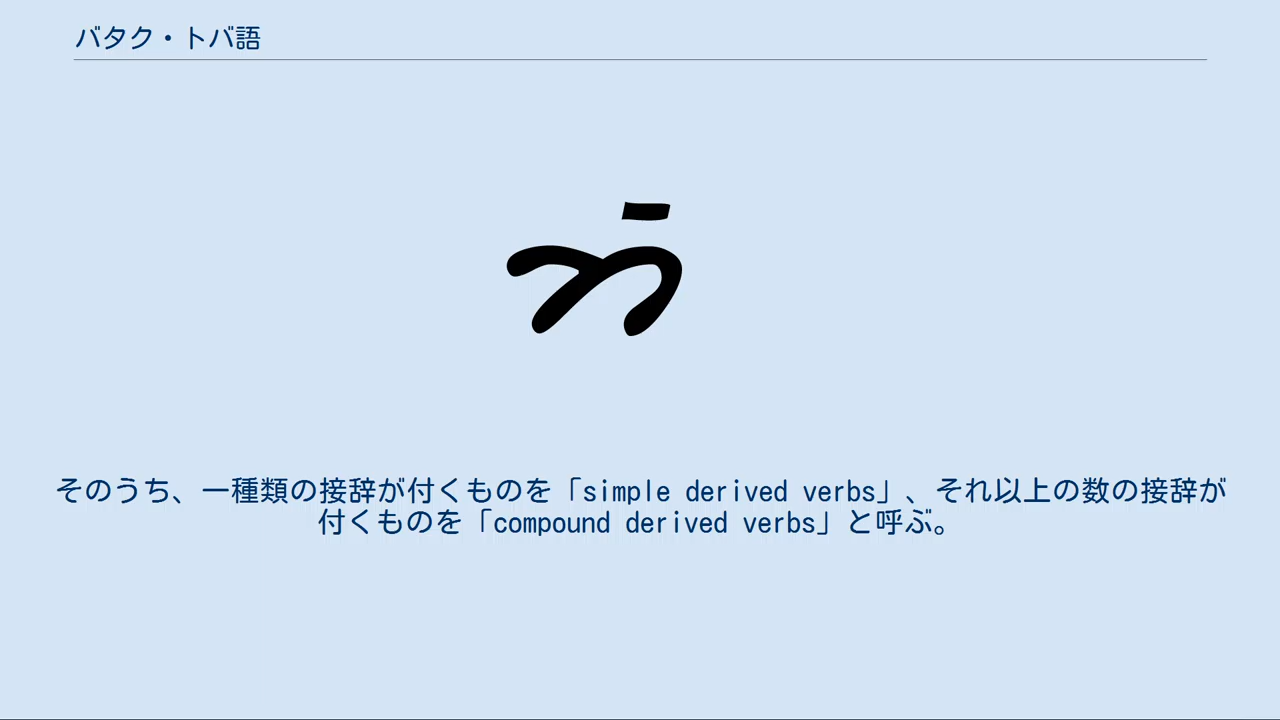 バタク・トバ語
ᯂ
そのうち、一種類の接辞が付くものを「simple derived verbs」、それ以上の数の接辞が
付くものを「compound derived verbs」と呼ぶ。